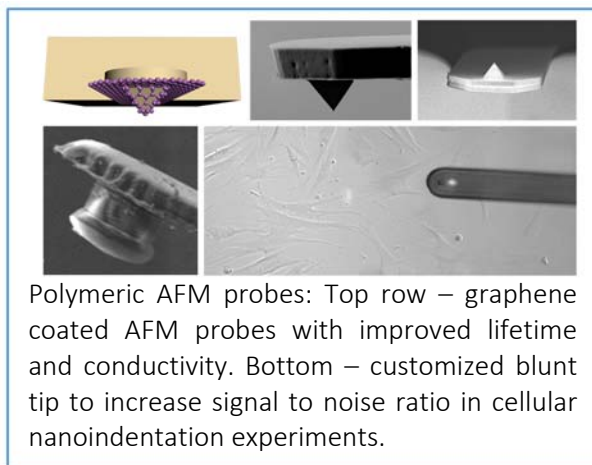 Polymeric AFM probes: Top row – graphene
coated AFM probes with improved lifetime
and conductivity. Bottom – customized blunt
tip to increase signal to noise ratio in cellular
nanoindentation experiments.